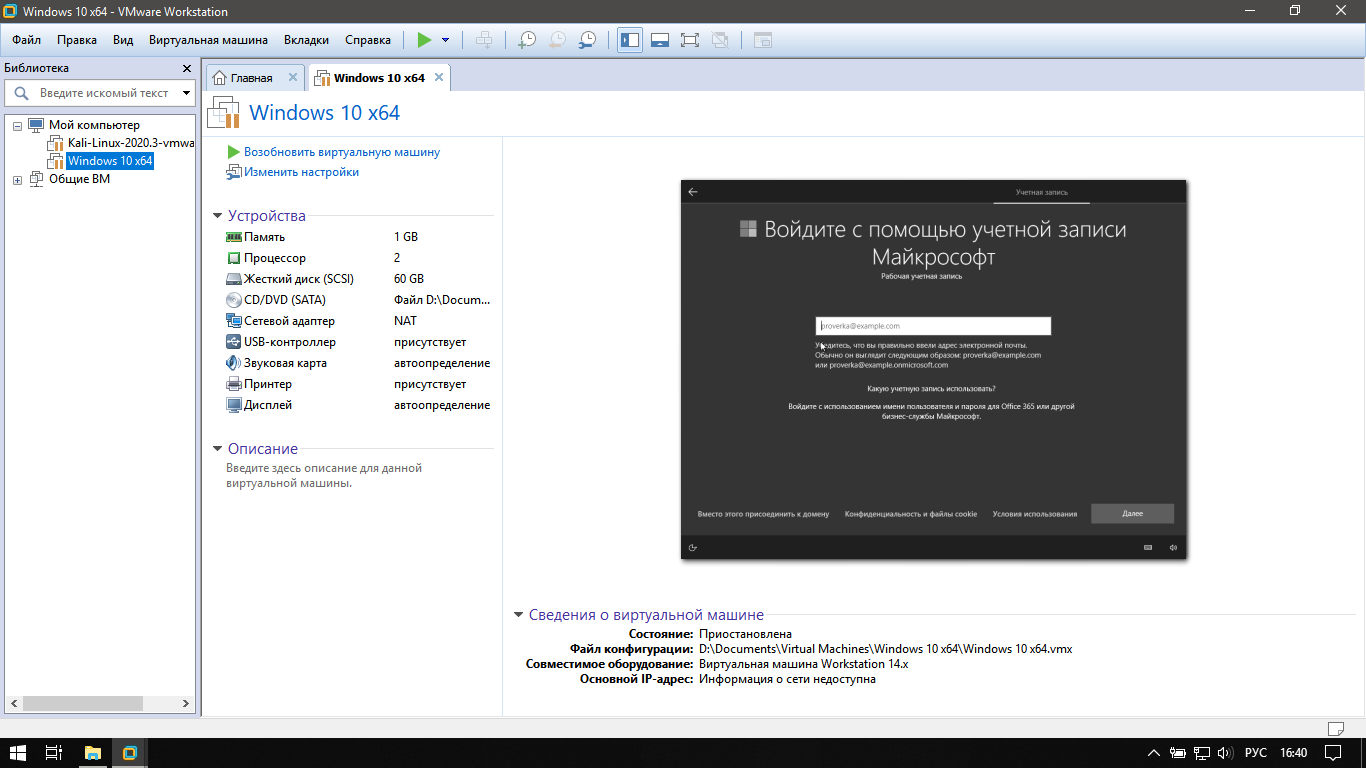 Windows 10 x64 - VMware Workstation
Файл Правка Вид Виртуальная машина Вкладки Справка
Библиотека
Введите искомый текст
Мой компьютер
Kali-Linux-2020.3-vmwa
Windows 10 x64
Общие ВМ
Главная
Windows 10 x64
Windows 10 x64
Возобновить виртуальную машину
Изменить настройки
Устройства
Память 1 GB
Процессор 2
Жесткий диск (SCSI) 60 GB
CD/DVD (SATA) Файл D:\Docum...
Сетевой адаптер NAT
USB-контроллер присутствует
Звуковая карта автоопределение
Принтер присутствует
Дисплей автоопределение
Описание
Введите здесь описание для данной
виртуальной машины.
Учетная запись
Войдите с помощью учетной записи
Майкрософт
Рабочая учетная запись
proverka@example.com
Убедитесь, что вы правильно ввели адрес электронной почты.
Обычно он выглядит следующим образом: proverka@example.com
или proverka@example.onmicrosoft.com
Какую учетную запись использовать?
Войдите с использованием имени пользователя и пароля для Office 365 или другой
бизнес-службы Майкрософт.
Вместо этого присоединить к домену Конфиденциальность и файлы cookie Условия использования Далее
Сведения о виртуальной машине
Состояние: Приостановлена
Файл конфигурации: D:\Documents\Virtual Machines\Windows 10 x64\Windows 10 x64.vmx
Совместимое оборудование: Виртуальная машина Workstation 14.x
Основной IP-адрес: Информация о сети недоступна
РУС 16:40